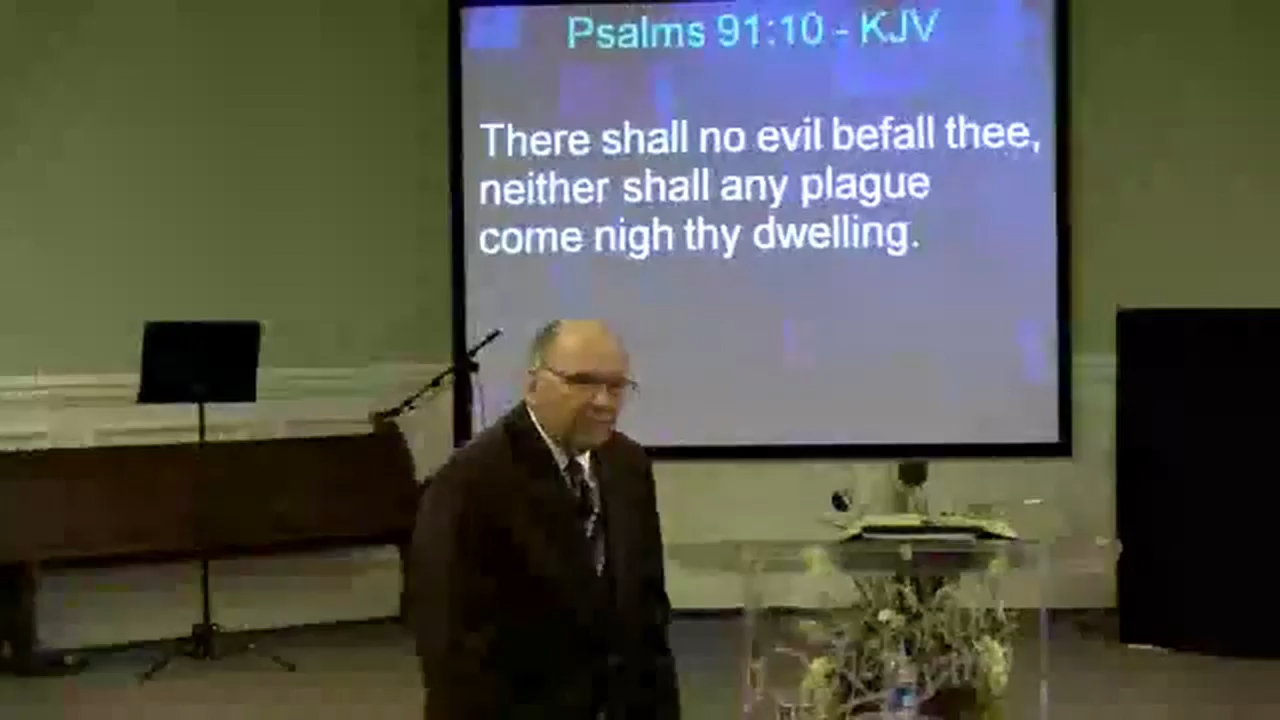 Psalms 91:10 - KJV
There shall no evil befall thee,
neither shall any plague
come nigh thy dwelling.